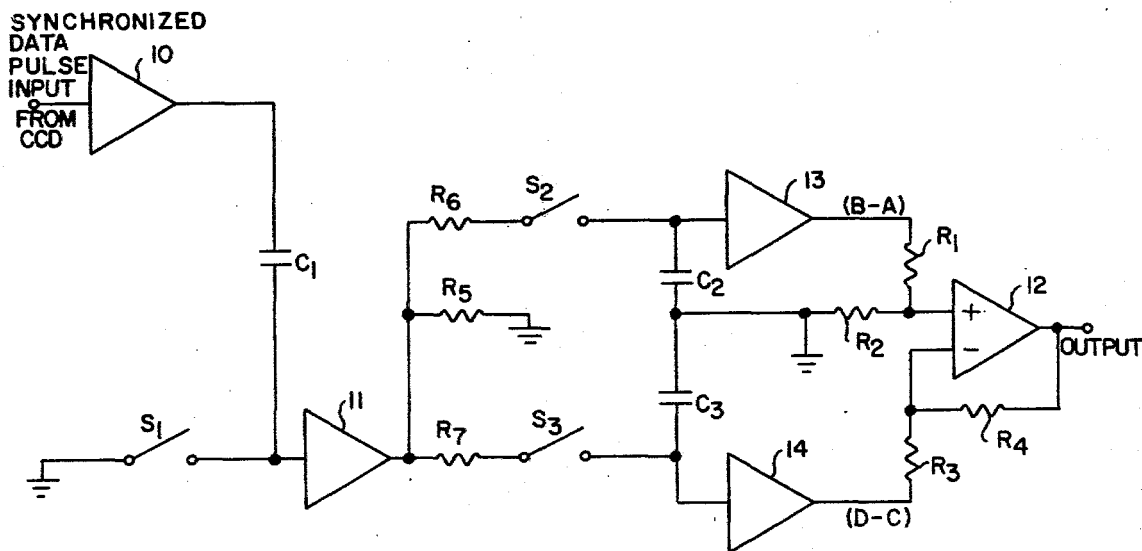 SYNCHRONIZED
DATA
PULSE
INPUT
FROM
CCD
10
C1
S1
11
R6
R5
R7
S2
S3
C2
C3
13
(B-A)
R1
R2
12
+
−
OUTPUT
R4
R3
14
(D-C)